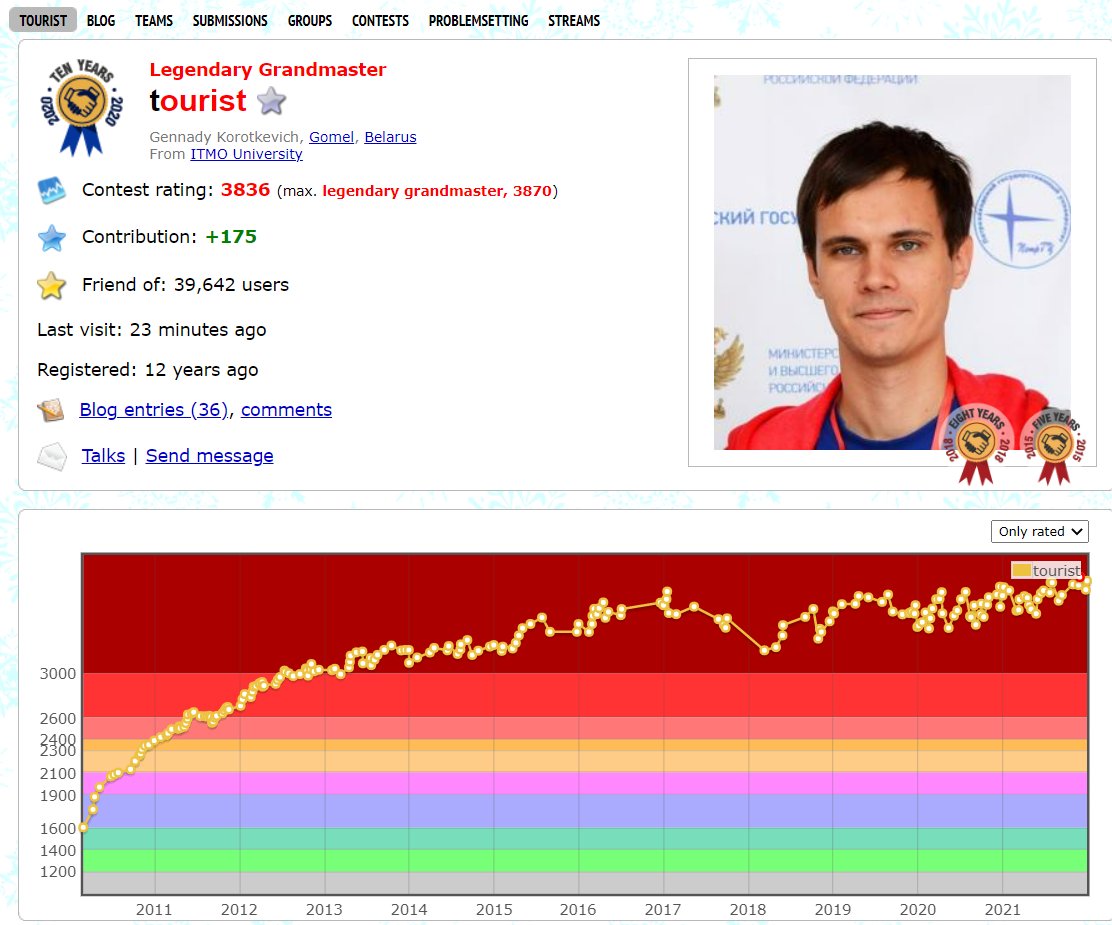 TOURIST BLOG TEAMS SUBMISSIONS GROUPS CONTESTS PROBLEMSETTING STREAMS
TEN YEARS
2020 2020
Legendary Grandmaster
tourist
Gennady Korotkevich, Gomel, Belarus
From ITMO University
Contest rating: 3836 (max. legendary grandmaster, 3870)
Contribution: +175
Friend of: 39,642 users
Last visit: 23 minutes ago
Registered: 12 years ago
Blog entries (36), comments
Talks | Send message
РОССИЙСКОЙ ФЕДЕРАЦИИ
СКИЙ ГОСУ
ПетрГУ
МИНИСТЕРС
И ВЫСШЕГО
РОССИЙСК
EIGHT YEARS
2018 2018
FIVE YEARS
2015 2015
Only rated
tourist
3000
2600
2400
2300
2100
1900
1600
1400
1200
2011 2012 2013 2014 2015 2016 2017 2018 2019 2020 2021